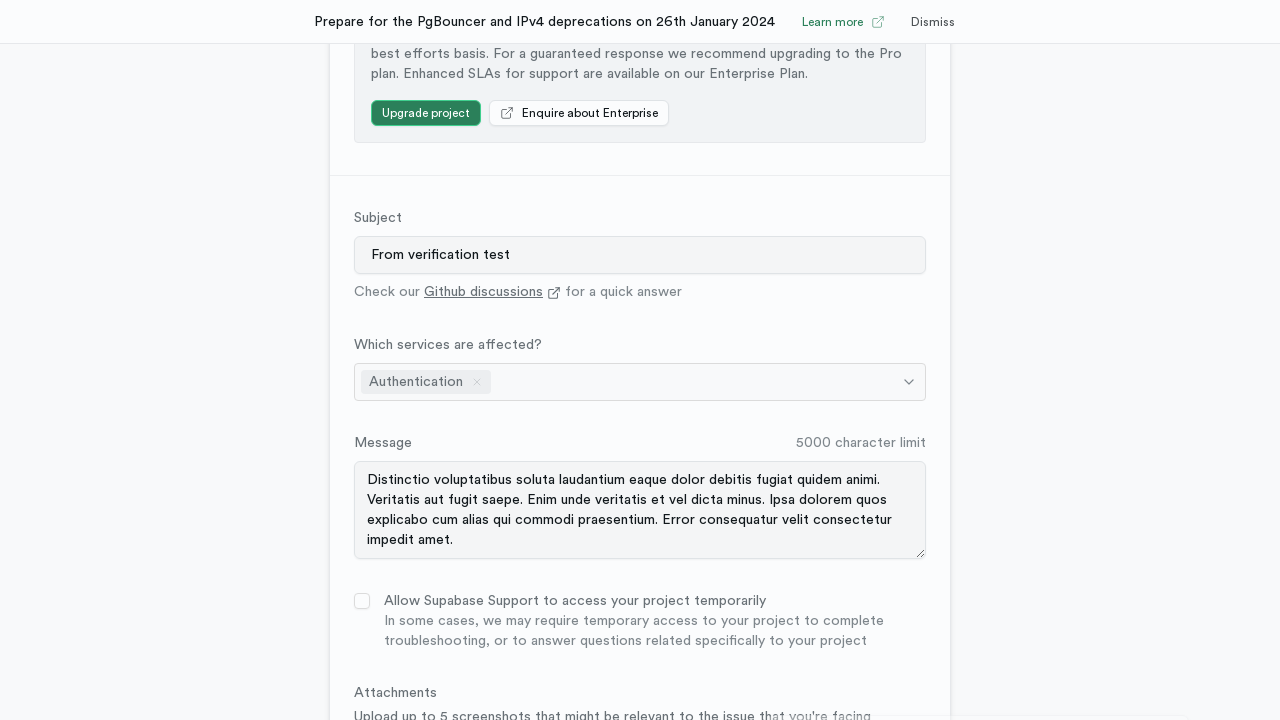 Prepare for the PgBouncer and IPv4 deprecations on 26th January 2024 Learn more Dismiss
best efforts basis. For a guaranteed response we recommend upgrading to the Pro
plan. Enhanced SLAs for support are available on our Enterprise Plan.
Upgrade project Enquire about Enterprise
Subject
From verification test
Check our Github discussions for a quick answer
Which services are affected?
Authentication
Message 5000 character limit
Distinctio voluptatibus soluta laudantium eaque dolor debitis fugiat quidem animi.
Veritatis aut fugit saepe. Enim unde veritatis et vel dicta minus. Ipsa dolorem quos
explicabo cum alias qui commodi praesentium. Error consequatur velit consectetur
impedit amet.
Allow Supabase Support to access your project temporarily
In some cases, we may require temporary access to your project to complete
troubleshooting, or to answer questions related specifically to your project
Attachments
Upload up to 5 screenshots that might be relevant to the issue that you're facing